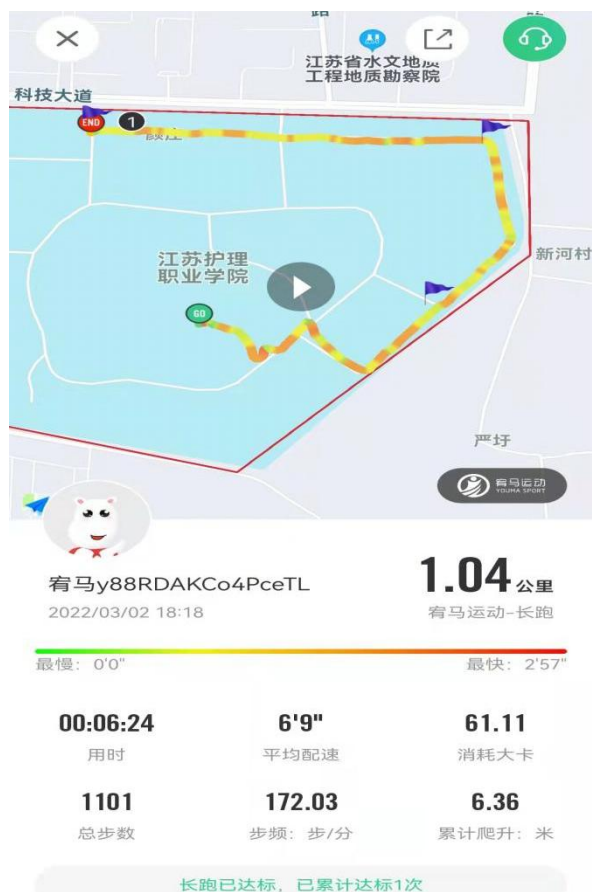 江苏省水文地质
工程地质勘察院
科技大道
END
1
江苏护理
职业学院
新河村
GO
严圩
宥马运动
YOUMA SPORT
宥马y88RDAKCo4PceTL
1.04 公里
2022/03/02 18:18
宥马运动-长跑
最慢: 0'0"
最快: 2'57"
00:06:24
6'9"
61.11
用时
平均配速
消耗大卡
1101
172.03
6.36
总步数
步频: 步/分
累计爬升: 米
长跑已达标, 已累计达标1次